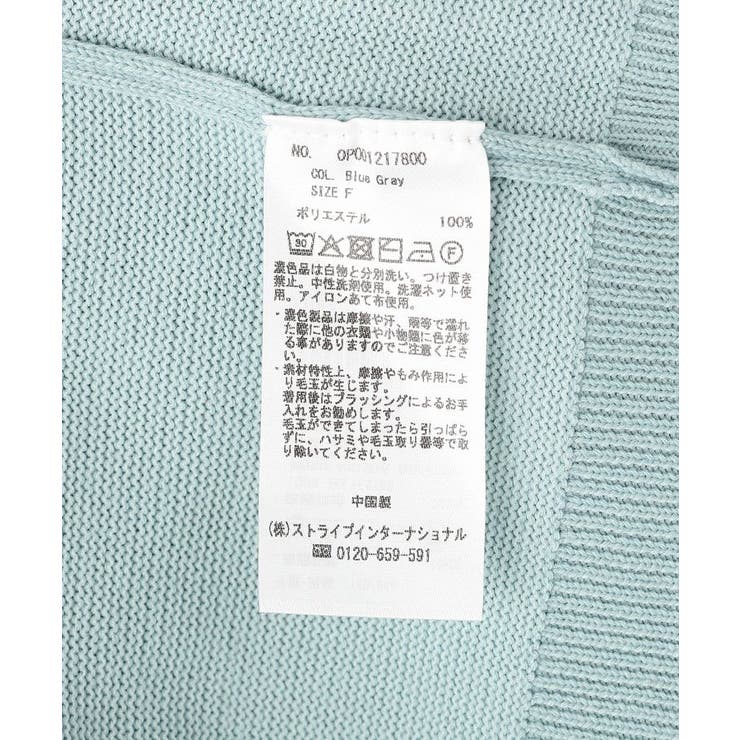 NO. OP001217800
COL. Blue Gray
SIZE F
ポリエステル 100%
30 F
濃色品は白物と分別洗い。つけ置き
禁止。中性洗剤使用。洗濯ネット使
用。アイロンあて布使用。
・濃色製品は摩擦や汗、雨等で濡れ
た際に他の衣類や小物類に色が移
る事がありますのでご注意くださ
い。
・素材特性上、摩擦やもみ作用によ
り毛玉が生じます。
着用後はブラッシングによるお手
入れをお勧めします。
毛玉ができてしまったら引っぱら
ずに、ハサミや毛玉取り器等で取
り除いてください。
中国製
(株)ストライプインターナショナル
0120-659-591